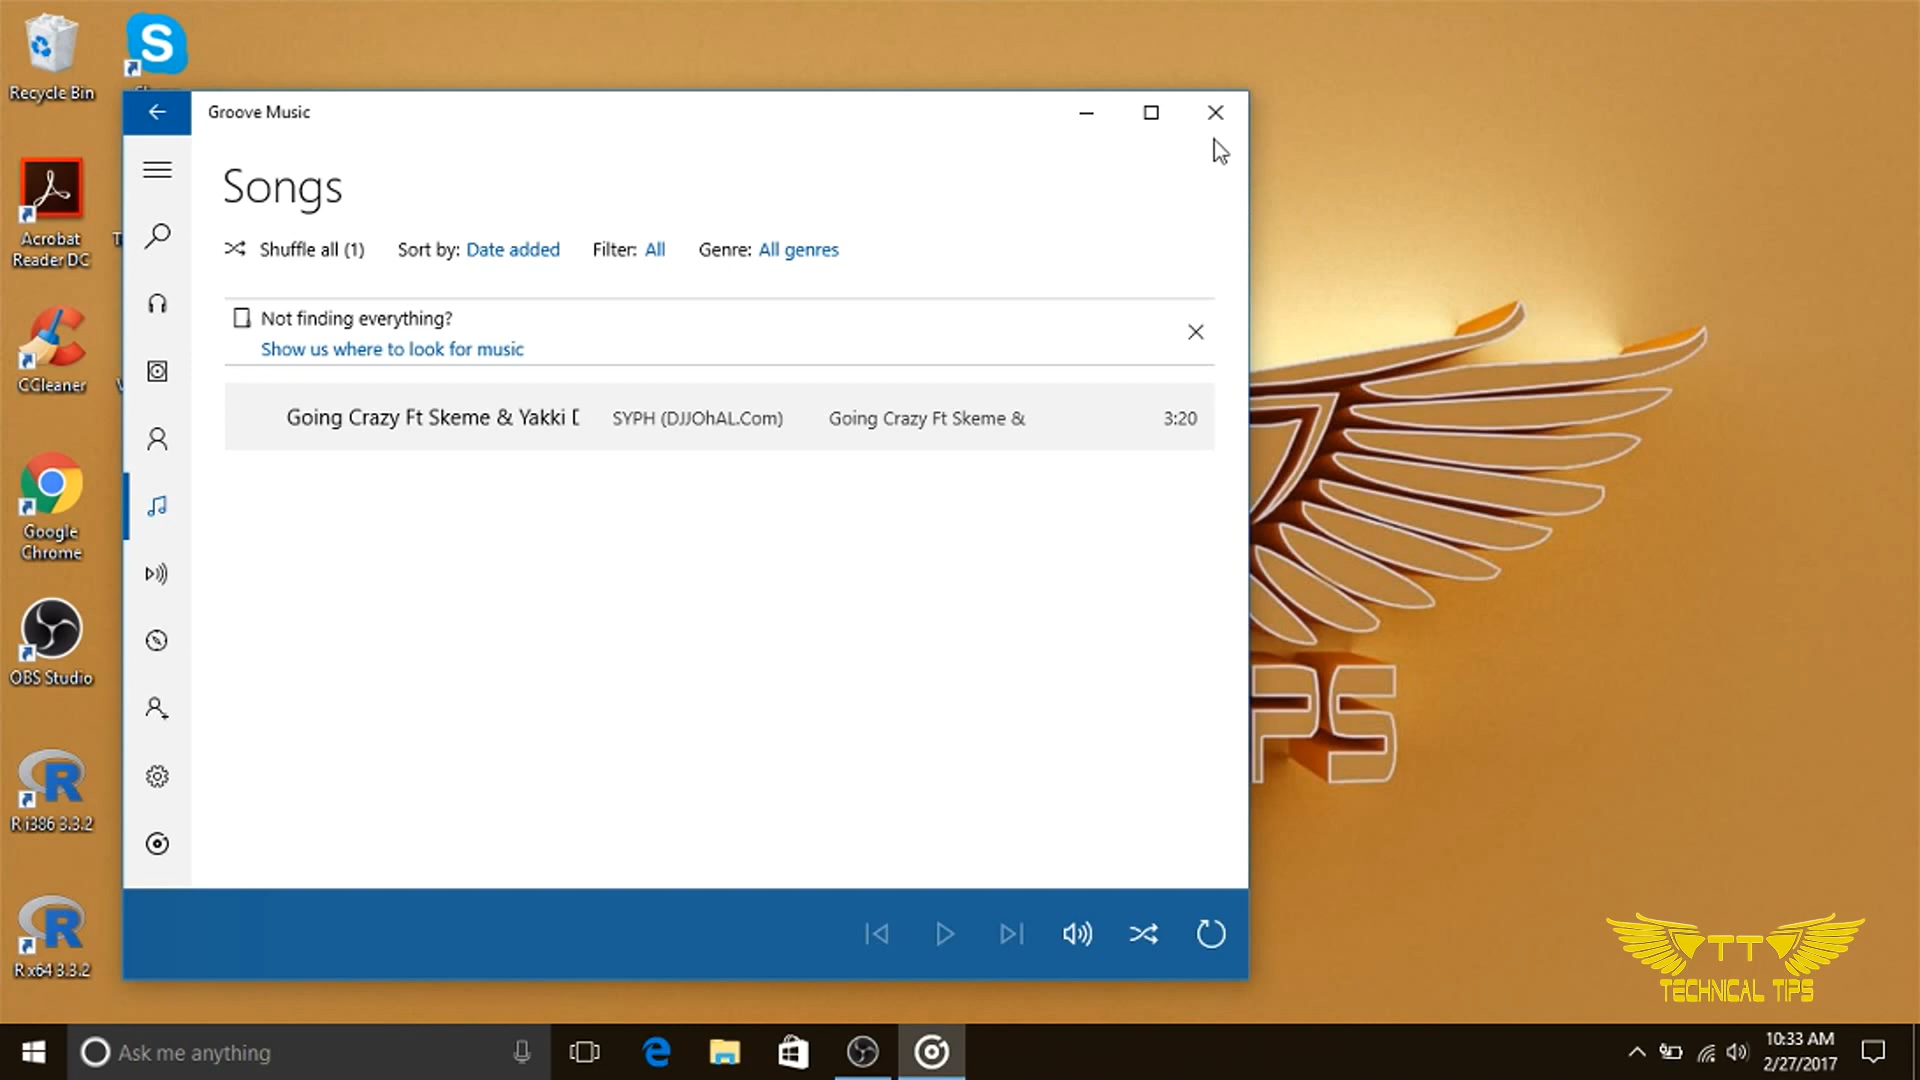 Recycle Bin
Groove Music
Songs
Shuffle all (1) Sort by: Date added Filter: All Genre: All genres
Not finding everything?
Show us where to look for music
Going Crazy Ft Skeme & Yakki SYPH (DJJOhAL.Com) Going Crazy Ft Skeme & 3:20
Acrobat
Reader DC
CCleaner
Google
Chrome
OBS Studio
R i386 3.3.2
R x64 3.3.2
PS
TT
TECHNICAL TIPS
Ask me anything
10:33 AM
2/27/2017